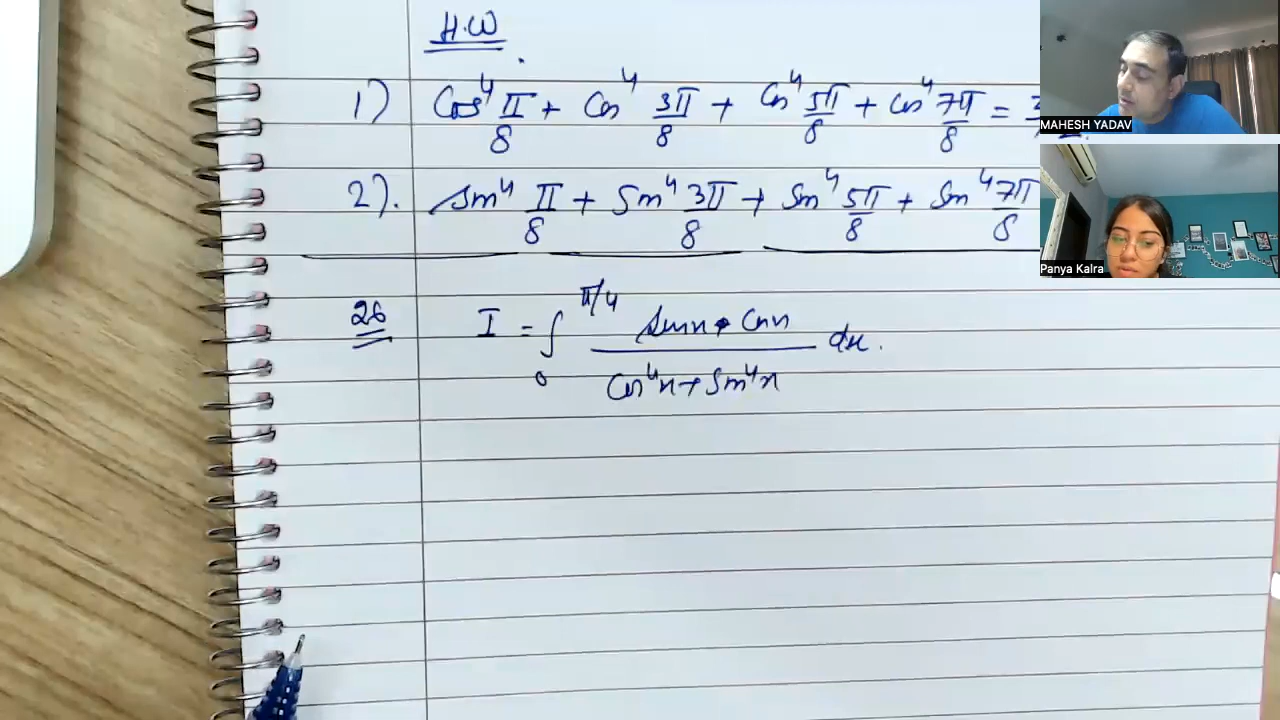 H.W
1) Cos⁴ π/8 + Cos⁴ 3π/8 + Cos⁴ 5π/8 + Cos⁴ 7π/8 =
2). Sin⁴ π/8 + Sin⁴ 3π/8 + Sin⁴ 5π/8 + Sin⁴ 7π/8
26 I = ∫₀^π/4 Sinx • Cosx / Cos⁴x + Sin⁴x dx.
MAHESH YADAV
Panya Kalra